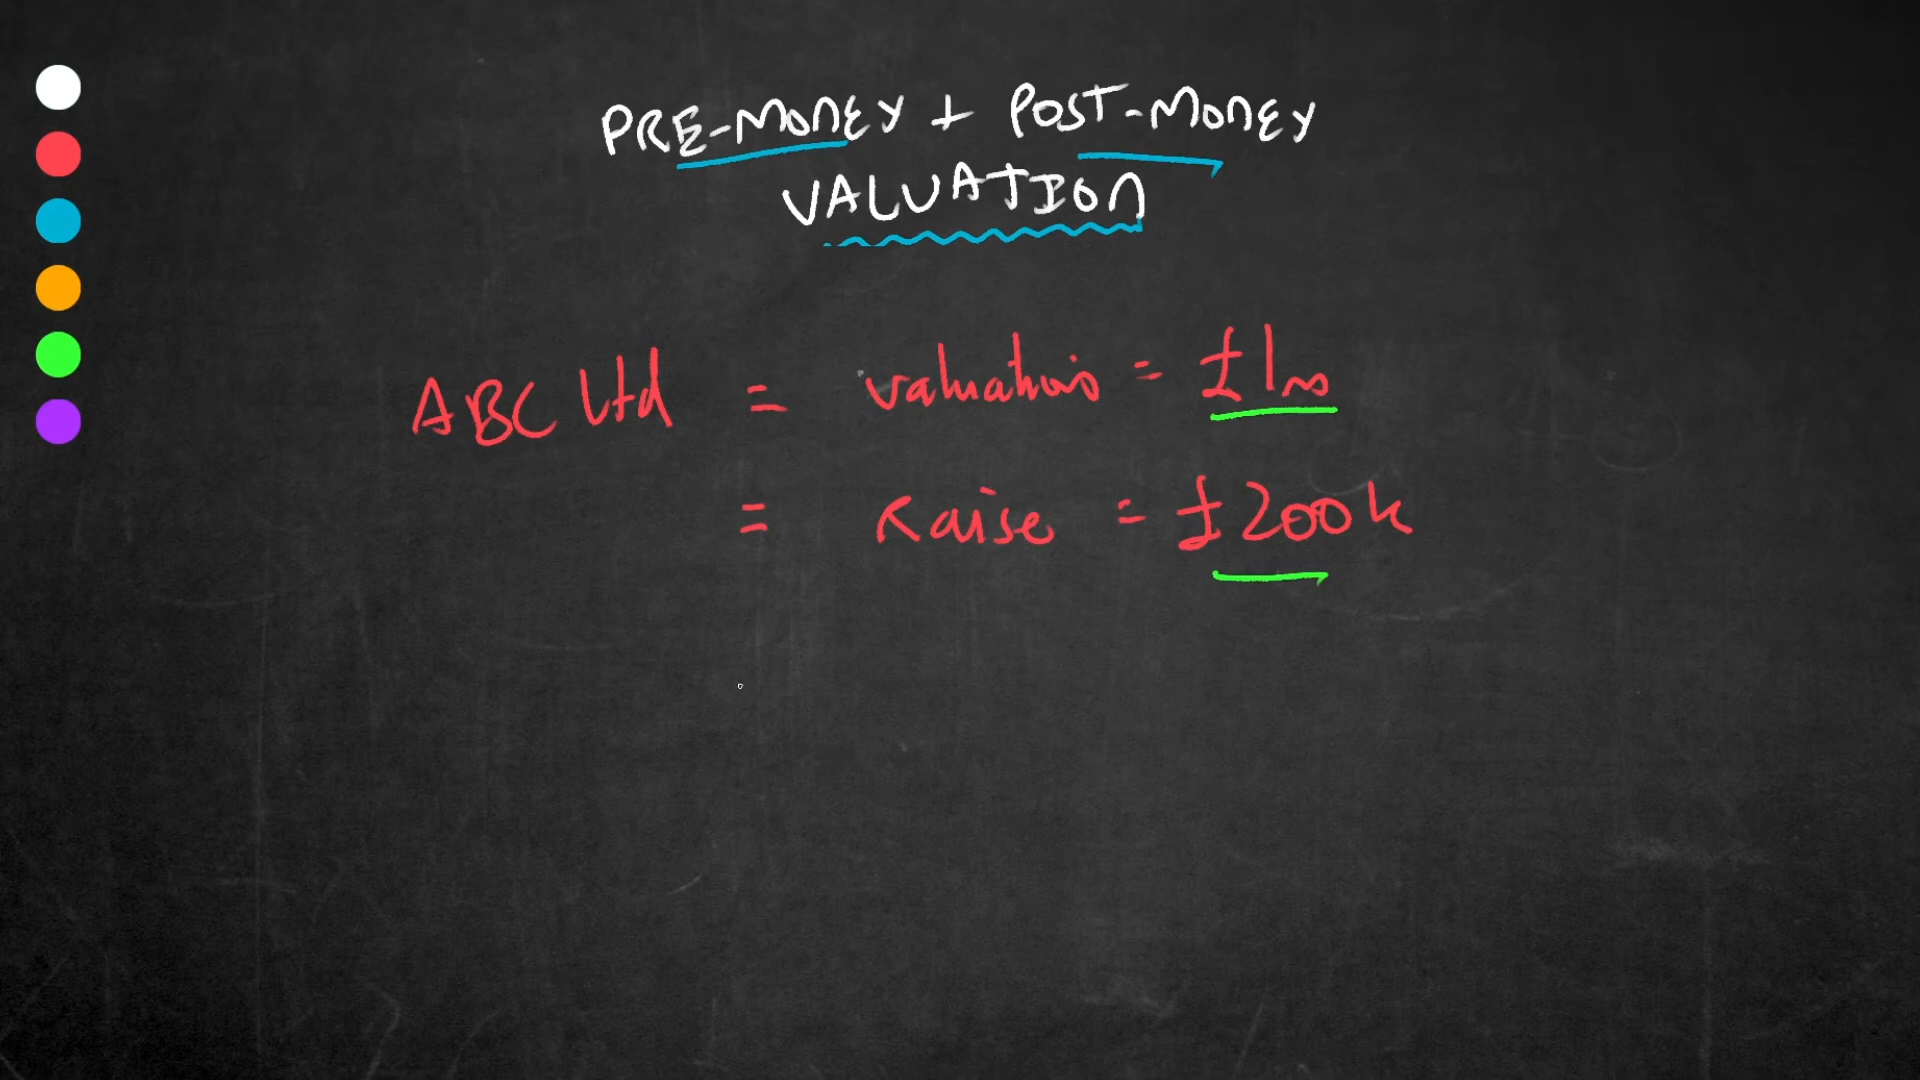 PRE-MONEY + POST-MONEY
VALUATION
ABC Ltd = valuation = £1m
= Raise = £200k